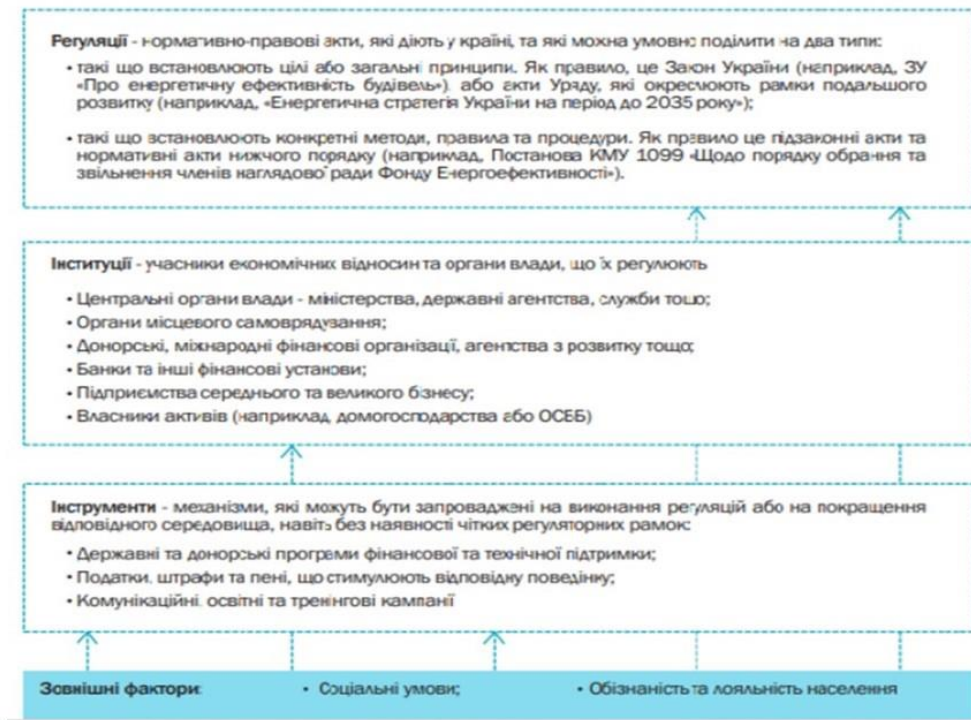 Регуляції - нормативно-правові акти, які діють у країні, та які можна умовно поділити на два типи:
• такі що встановлюють цілі або загальні принципи. Як правило, це Закон України (наприклад, ЗУ
«Про енергетичну ефективність будівель») або акти Уряду, які окреслюють рамки подальшого
розвитку (наприклад, «Енергетична стратегія України на період до 2035 року»);
• такі що встановлюють конкретні методи, правила та процедури. Як правило це підзаконні акти та
нормативні акти нижчого порядку (наприклад, Постанова КМУ 1099 «Щодо порядку обрання та
звільнення членів наглядової ради Фонду Енергоефективності»).
Інституції - учасники економічних відносин та органи влади, що їх регулюють
• Центральні органи влади - міністерства, державні агентства, служби тощо;
• Органи місцевого самоврядування;
• Донорські, міжнародні фінансові організації, агентства з розвитку тощо;
• Банки та інші фінансові установи;
• Підприємства середнього та великого бізнесу;
• Власники активів (наприклад, домогосподарства або ОСББ)
Інструменти - механізми, які можуть бути запроваджені на виконання регуляцій або на покращення
відповідного середовища, навіть без наявності чітких регуляторних рамок:
• Державні та донорські програми фінансової та технічної підтримки;
• Податки, штрафи та пені, що стимулюють відповідну поведінку;
• Комунікаційні, освітні та тренінгові кампанії
Зовнішні фактори: • Соціальні умови; • Обізнаність та лояльність населення